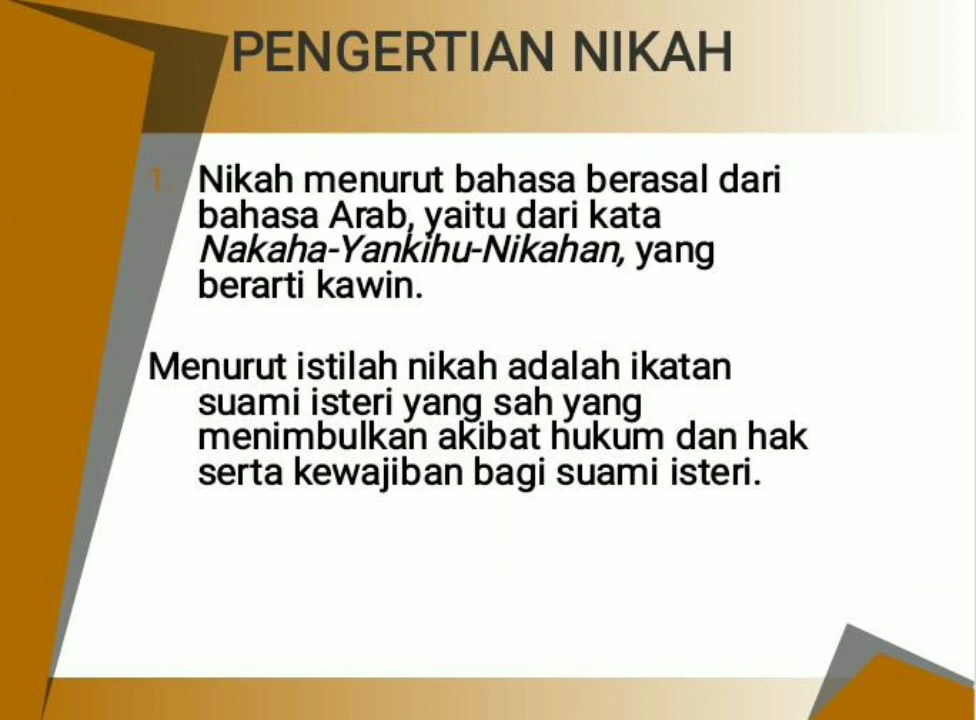 PENGERTIAN NIKAH
1. Nikah menurut bahasa berasal dari
bahasa Arab, yaitu dari kata
Nakaha-Yankihu-Nikahan, yang
berarti kawin.
Menurut istilah nikah adalah ikatan
suami isteri yang sah yang
menimbulkan akibat hukum dan hak
serta kewajiban bagi suami isteri.